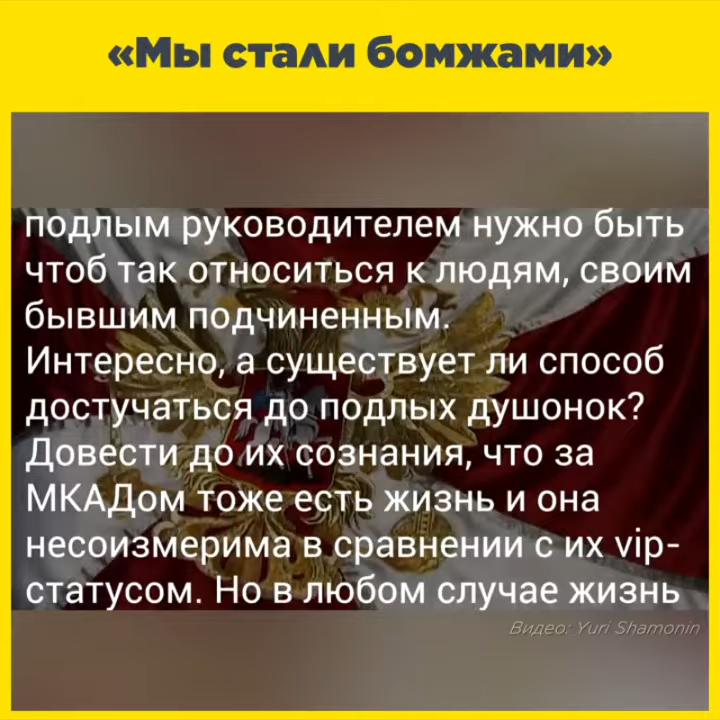 «Мы стали бомжами»
подлым руководителем нужно быть
чтоб так относиться к людям, своим
бывшим подчиненным.
Интересно, а существует ли способ
достучаться до подлых душонок?
Довести до их сознания, что за
МКАДом тоже есть жизнь и она
несоизмерима в сравнении с их vip-
статусом. Но в любом случае жизнь
Видео: Yuri Shamonin